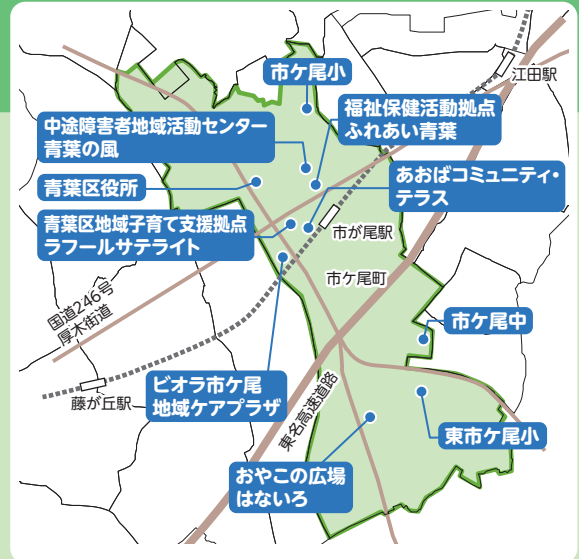 市ケ尾小
江田駅
福祉保健活動拠点
ふれあい青葉
中途障害者地域活動センター
青葉の風
あおばコミュニティ・
テラス
青葉区役所
青葉区地域子育て支援拠点
ラフールサテライト
市が尾駅
市ケ尾町
国道246号
厚木街道
市ケ尾中
ビオラ市ケ尾
地域ケアプラザ
藤が丘駅
東名高速道路
東市ケ尾小
おやこの広場
はないろ